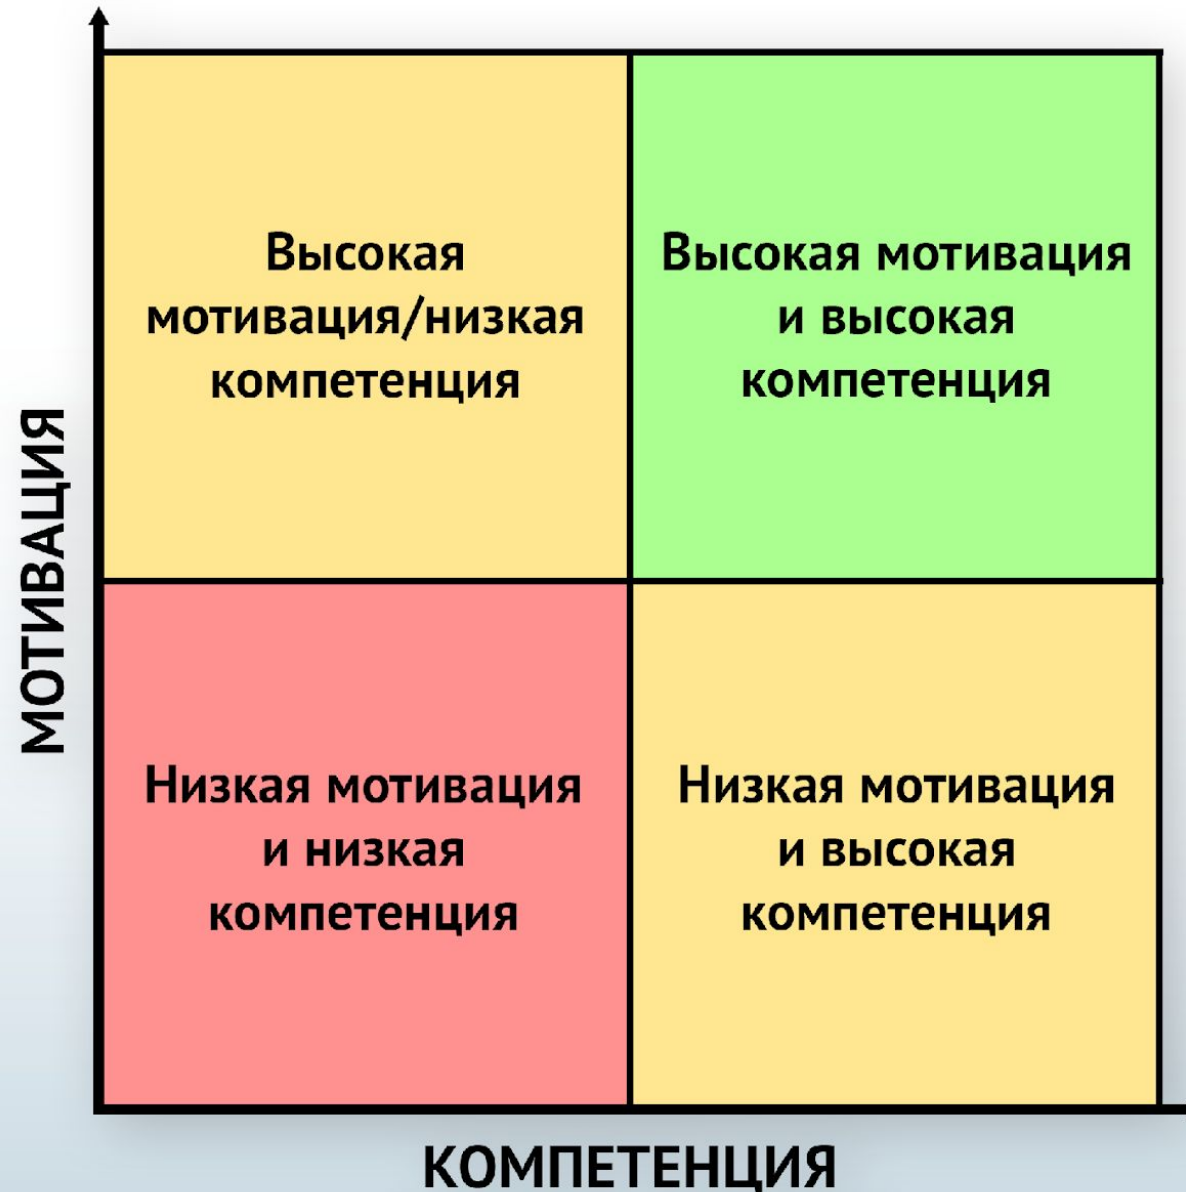 Высокая
мотивация/низкая
компетенция
Высокая мотивация
и высокая
компетенция
МОТИВАЦИЯ
Низкая мотивация
и низкая
компетенция
Низкая мотивация
и высокая
компетенция
КОМПЕТЕНЦИЯ